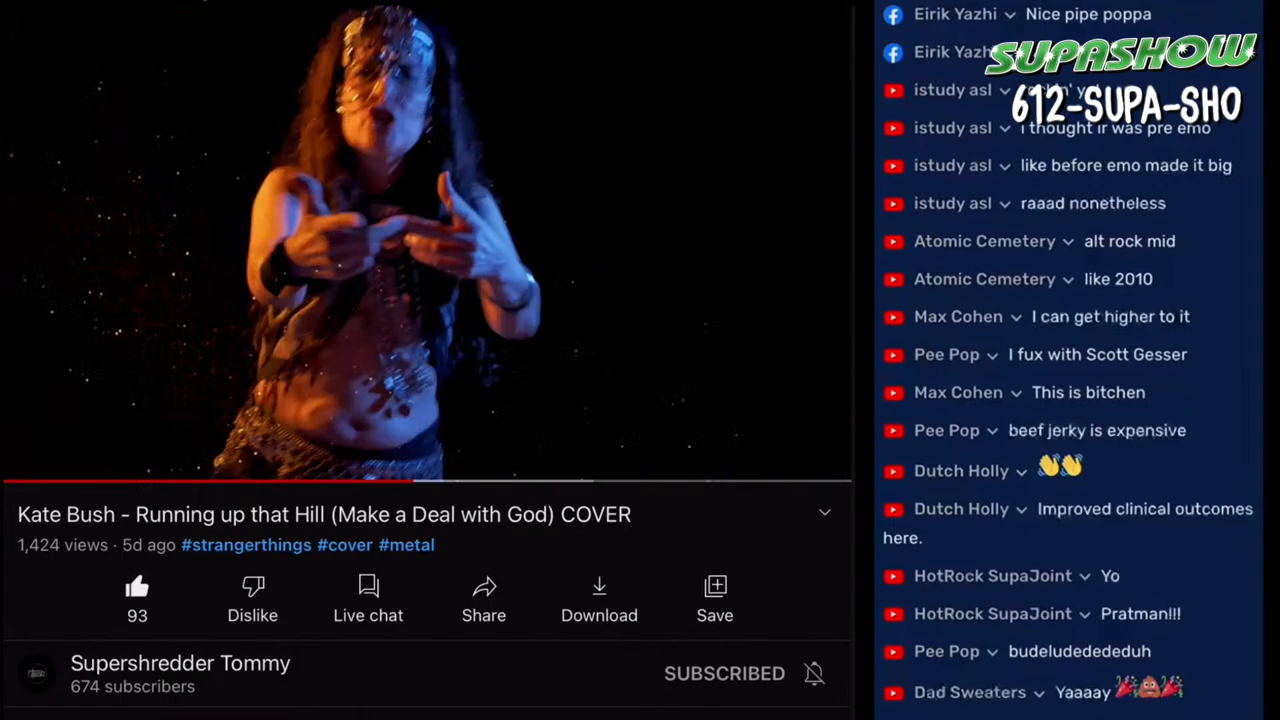 Eirik Yazhi Nice pipe poppa
Eirik Yazh
SUPASHOW
istudy asl
612-SUPA-SHO
istudy asl i thought ir was pre emo
istudy asl like before emo made it big
istudy asl raaad nonetheless
Atomic Cemetery alt rock mid
Atomic Cemetery like 2010
Max Cohen I can get higher to it
Pee Pop I fux with Scott Gesser
Max Cohen This is bitchen
Pee Pop beef jerky is expensive
Dutch Holly 👋👋
Dutch Holly Improved clinical outcomes
here.
HotRock SupaJoint Yo
HotRock SupaJoint Pratman!!!
Pee Pop budeludedededuh
Dad Sweaters Yaaaay 🎉💩🎉
Kate Bush - Running up that Hill (Make a Deal with God) COVER
1,424 views · 5d ago #strangerthings #cover #metal
93 Dislike Live chat Share Download Save
Supershredder Tommy
674 subscribers
SUBSCRIBED